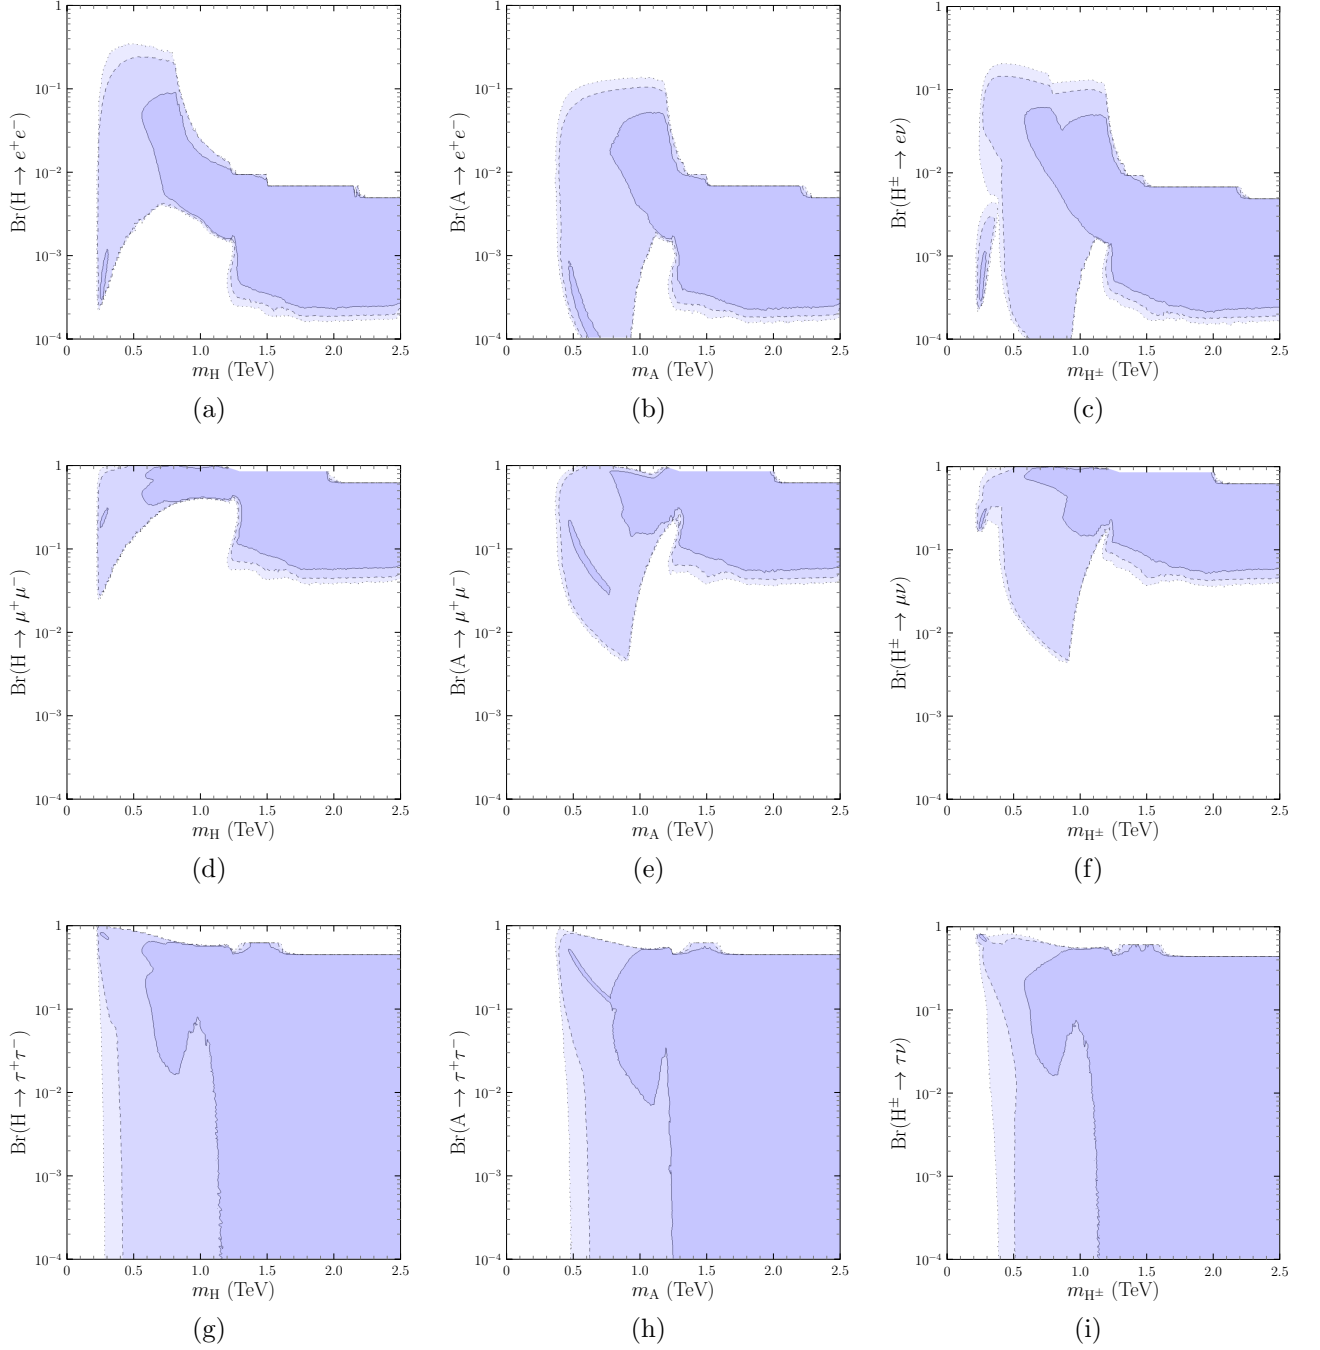 Br(H → e⁺e⁻)
1
10⁻¹
10⁻²
10⁻³
10⁻⁴
0 0.5 1.0 1.5 2.0 2.5
m_H (TeV)
(a)
Br(A → e⁺e⁻)
1
10⁻¹
10⁻²
10⁻³
10⁻⁴
0 0.5 1.0 1.5 2.0 2.5
m_A (TeV)
(b)
Br(H± → eν)
1
10⁻¹
10⁻²
10⁻³
10⁻⁴
0 0.5 1.0 1.5 2.0 2.5
m_H± (TeV)
(c)
Br(H → μ⁺μ⁻)
1
10⁻¹
10⁻²
10⁻³
10⁻⁴
0 0.5 1.0 1.5 2.0 2.5
m_H (TeV)
(d)
Br(A → μ⁺μ⁻)
1
10⁻¹
10⁻²
10⁻³
10⁻⁴
0 0.5 1.0 1.5 2.0 2.5
m_A (TeV)
(e)
Br(H± → μν)
1
10⁻¹
10⁻²
10⁻³
10⁻⁴
0 0.5 1.0 1.5 2.0 2.5
m_H± (TeV)
(f)
Br(H → τ⁺τ⁻)
1
10⁻¹
10⁻²
10⁻³
10⁻⁴
0 0.5 1.0 1.5 2.0 2.5
m_H (TeV)
(g)
Br(A → τ⁺τ⁻)
1
10⁻¹
10⁻²
10⁻³
10⁻⁴
0 0.5 1.0 1.5 2.0 2.5
m_A (TeV)
(h)
Br(H± → τν)
1
10⁻¹
10⁻²
10⁻³
10⁻⁴
0 0.5 1.0 1.5 2.0 2.5
m_H± (TeV)
(i)